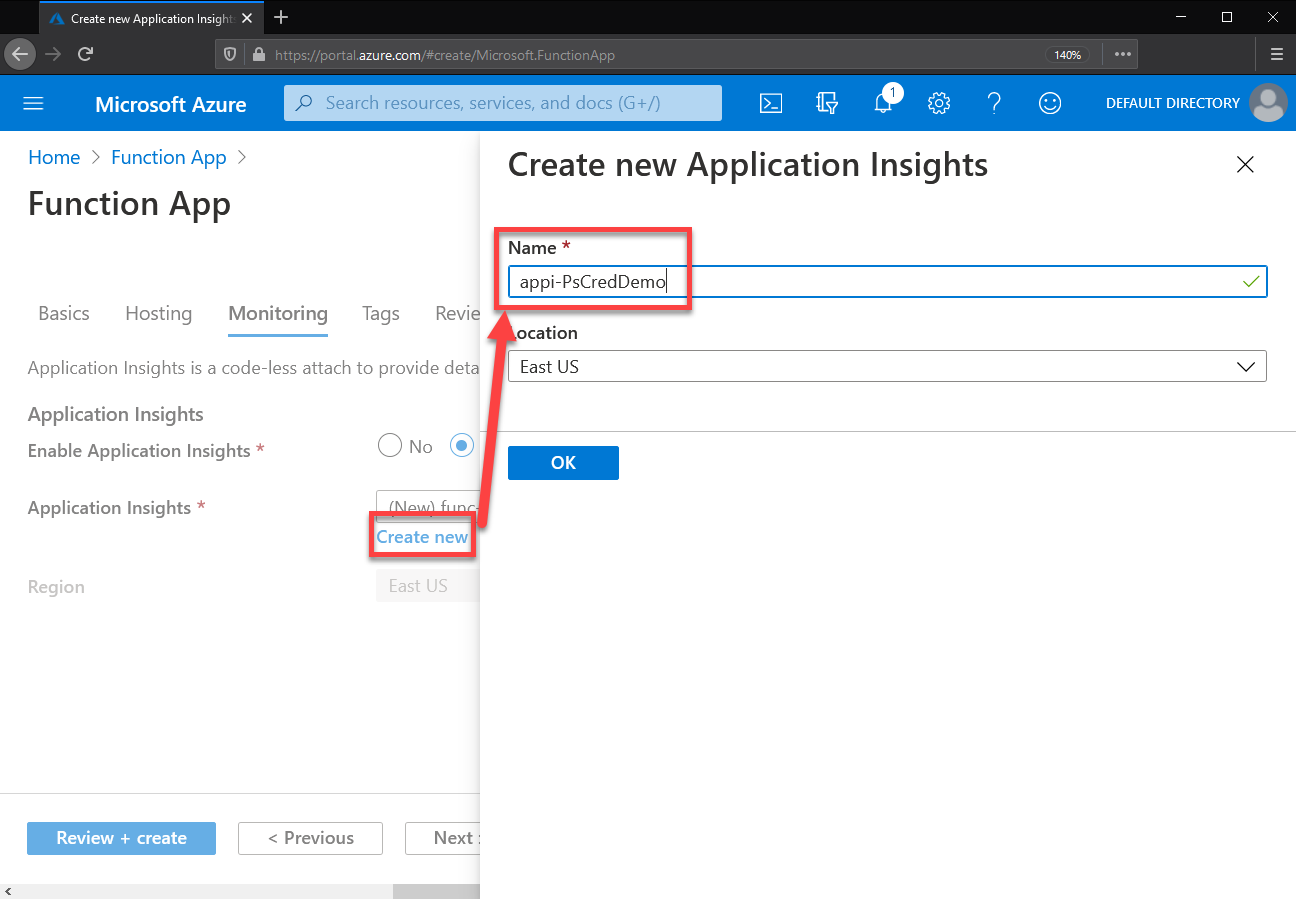 Create new Application Insights
https://portal.azure.com/#create/Microsoft.FunctionApp
140%
Microsoft Azure
Search resources, services, and docs (G+/)
1
DEFAULT DIRECTORY
Home > Function App >
Function App
Basics Hosting Monitoring Tags Revie
Application Insights is a code-less attach to provide deta
Application Insights
Enable Application Insights *
No
Application Insights *
(New) func-
Create new
Region
East US
Review + create
< Previous
Next :
Create new Application Insights
Name *
appi-PsCredDemo
ocation
East US
OK